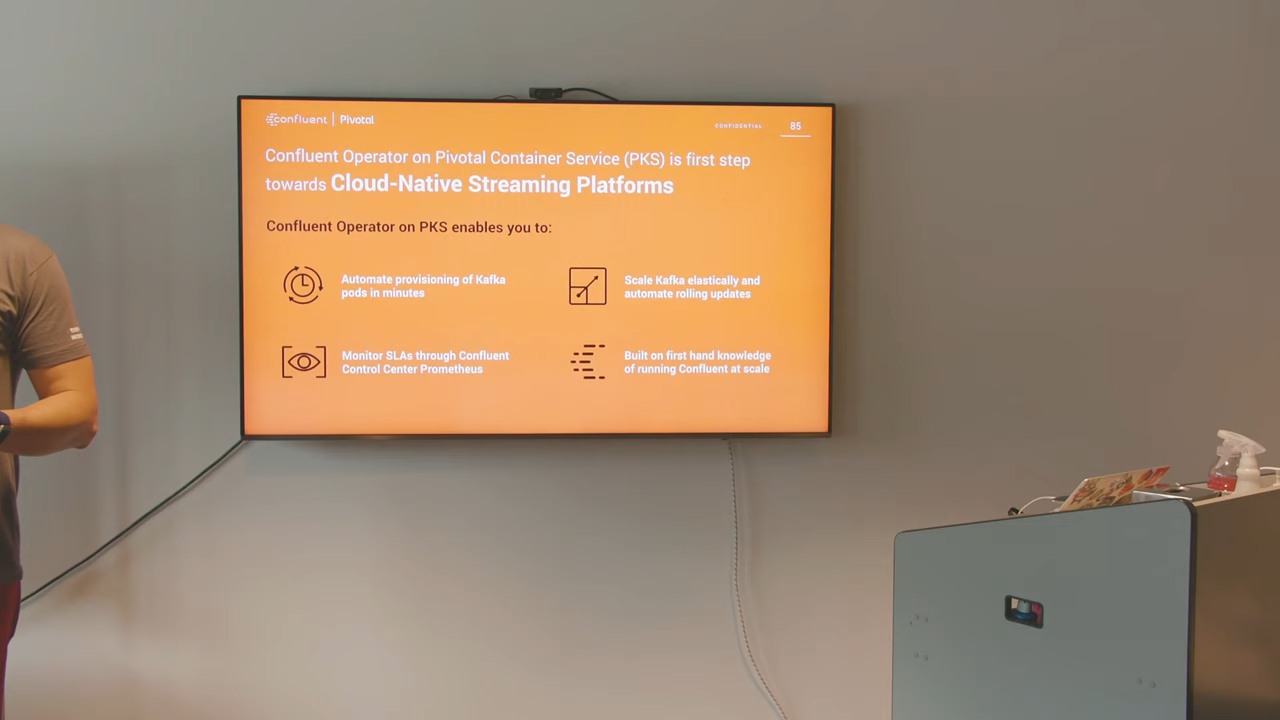 confluent | Pivotal
CONFIDENTIAL
85
Confluent Operator on Pivotal Container Service (PKS) is first step
towards Cloud-Native Streaming Platforms
Confluent Operator on PKS enables you to:
Automate provisioning of Kafka
pods in minutes
Scale Kafka elastically and
automate rolling updates
Monitor SLAs through Confluent
Control Center Prometheus
Built on first hand knowledge
of running Confluent at scale